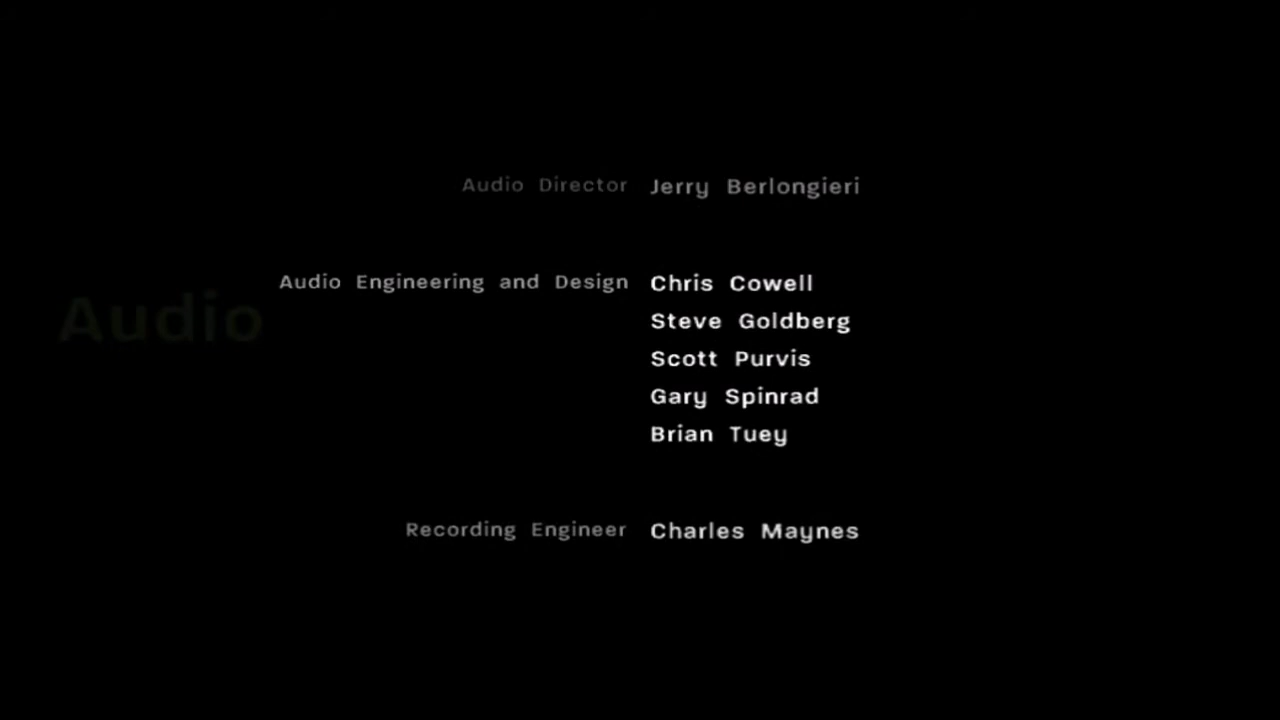 Audio Director Jerry Berlongieri
Audio Engineering and Design Chris Cowell
Audio
Steve Goldberg
Scott Purvis
Gary Spinrad
Brian Tuey
Recording Engineer Charles Maynes